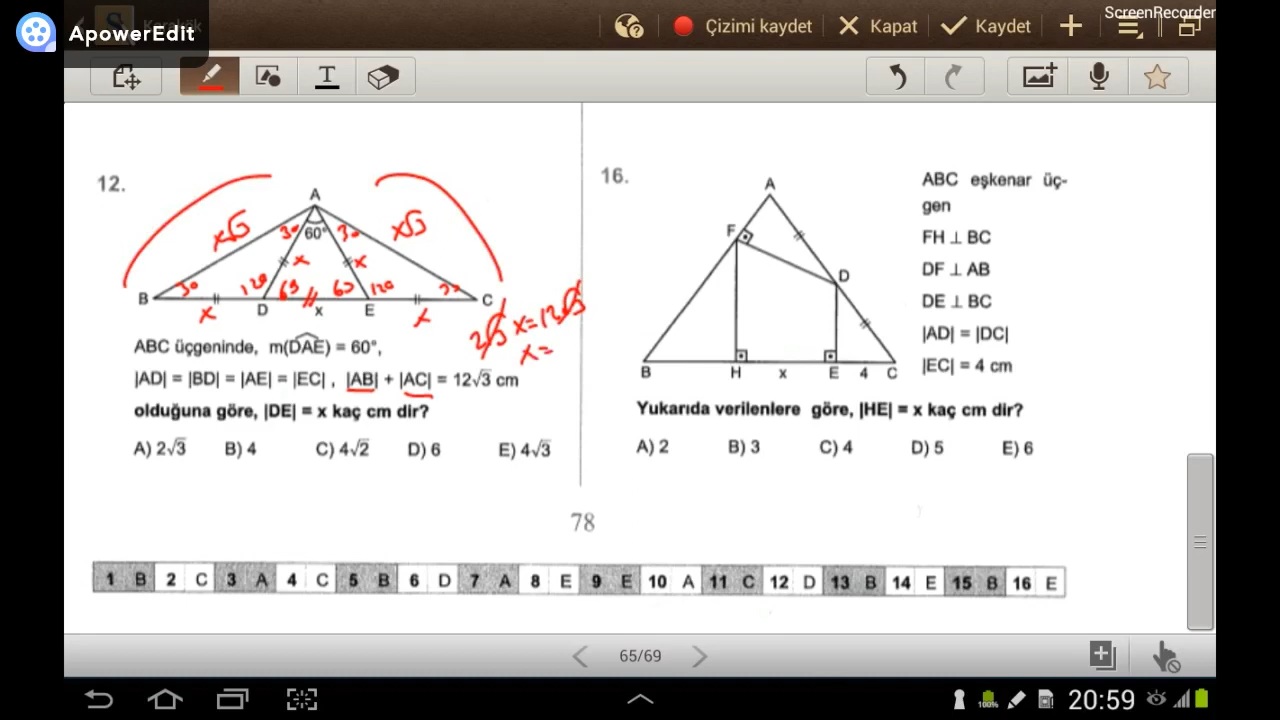 ScreenRecorder
ApowerEdit
Çizimi kaydet
Kapat
Kaydet
12.
A
60°
30
30
x√3
x√3
x
x
30
120
60
60
120
B
D
x
E
C
x
x
2√3 x=12√3
x=
ABC üçgeninde, m(DAE) = 60°,
|AD| = |BD| = |AE| = |EC| , |AB| + |AC| = 12√3 cm
olduğuna göre, |DE| = x kaç cm dir?
A) 2√3 B) 4 C) 4√2 D) 6 E) 4√3
16.
A
F
D
B
H
x
E
4
C
ABC eşkenar üç-
gen
FH ⊥ BC
DF ⊥ AB
DE ⊥ BC
|AD| = |DC|
|EC| = 4 cm
Yukarıda verilenlere göre, |HE| = x kaç cm dir?
A) 2 B) 3 C) 4 D) 5 E) 6
78
1 B 2 C 3 A 4 C 5 B 6 D 7 A 8 E 9 E 10 A 11 C 12 D 13 B 14 E 15 B 16 E
65/69
100%
20:59